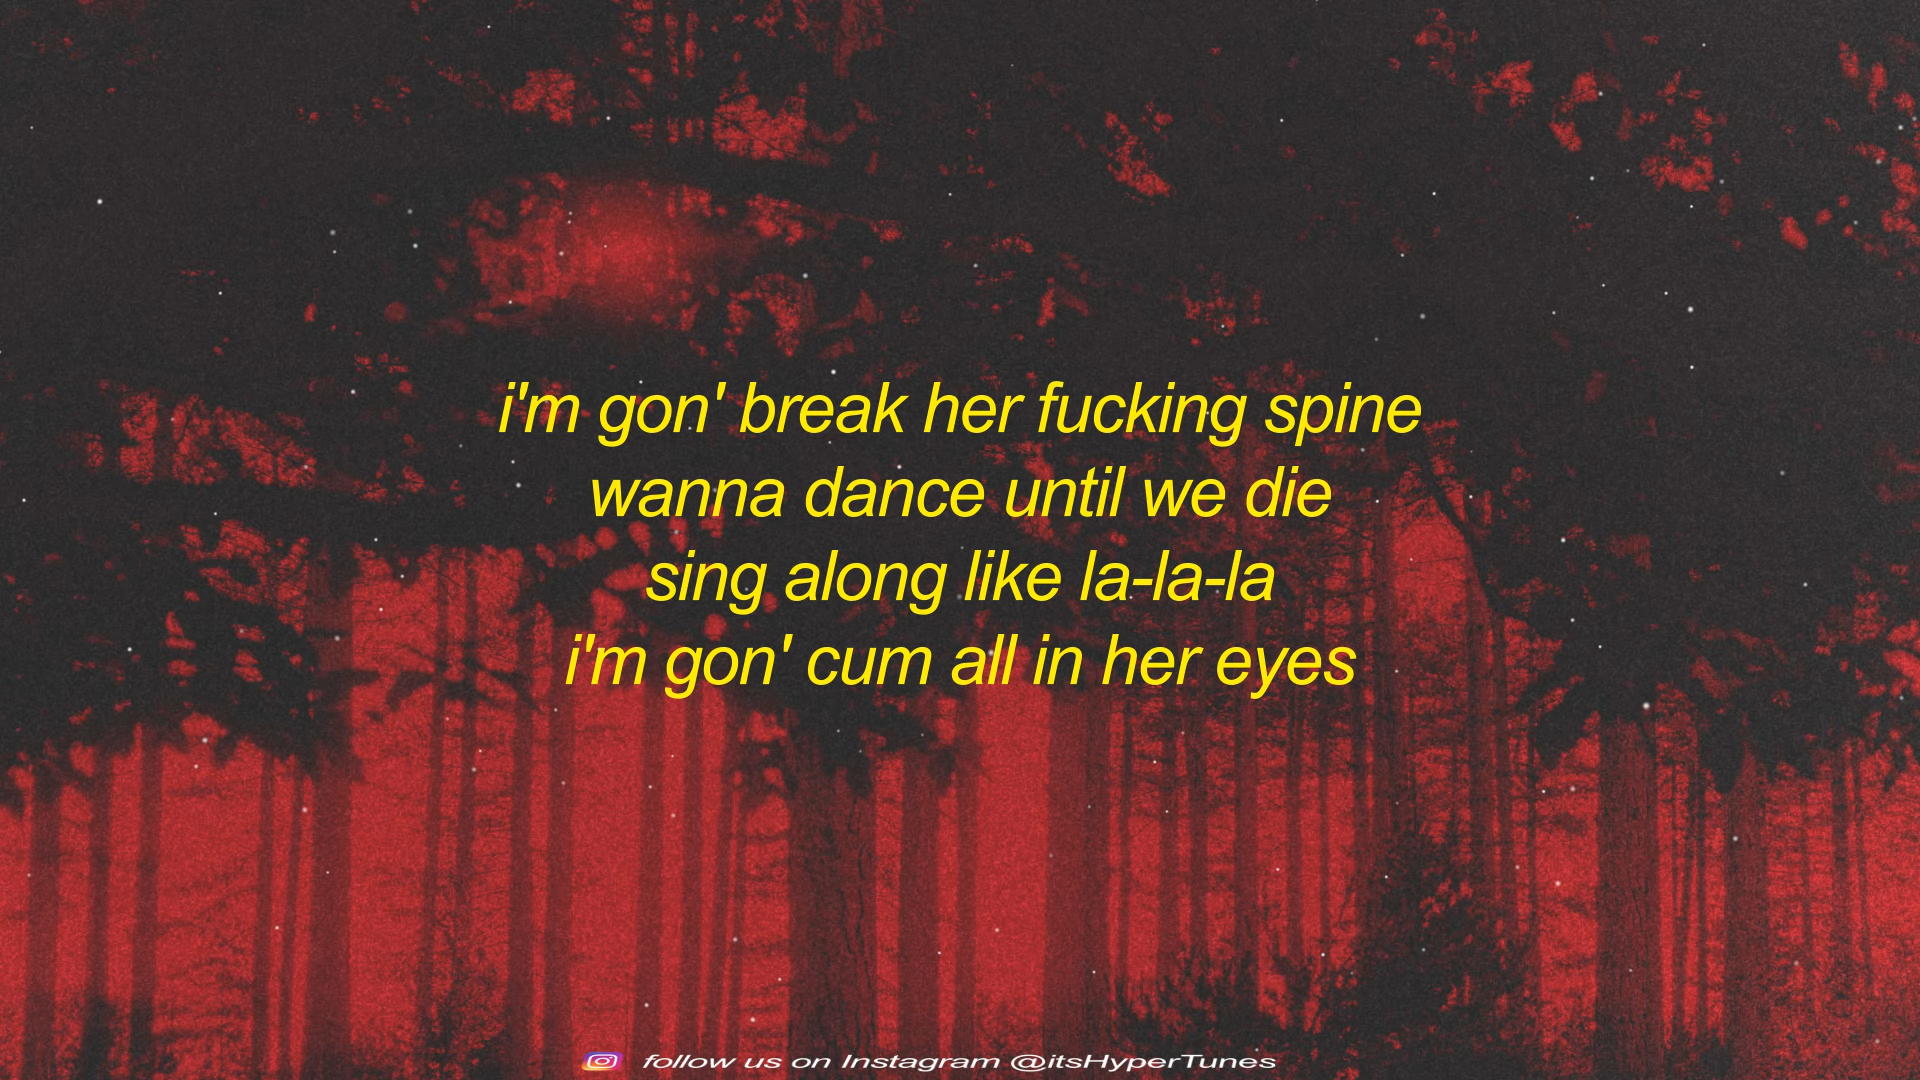 i'm gon' break her fucking spine
wanna dance until we die
sing along like la-la-la
i'm gon' cum all in her eyes
follow us on Instagram @itsHyperTunes